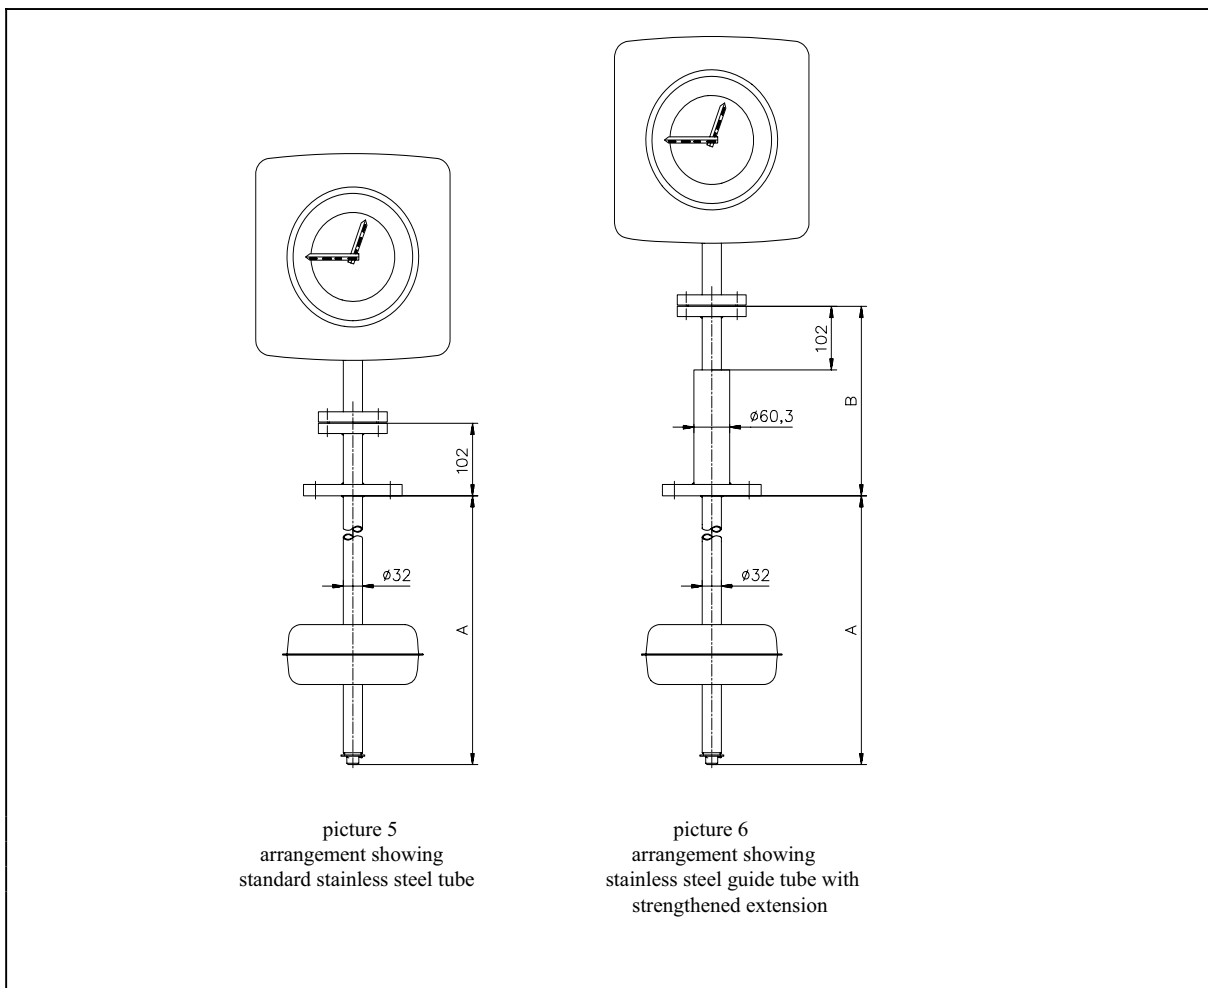 102
B
ø60,3
102
ø32
A
ø32
A
picture 5
arrangement showing
standard stainless steel tube
picture 6
arrangement showing
stainless steel guide tube with
strengthened extension